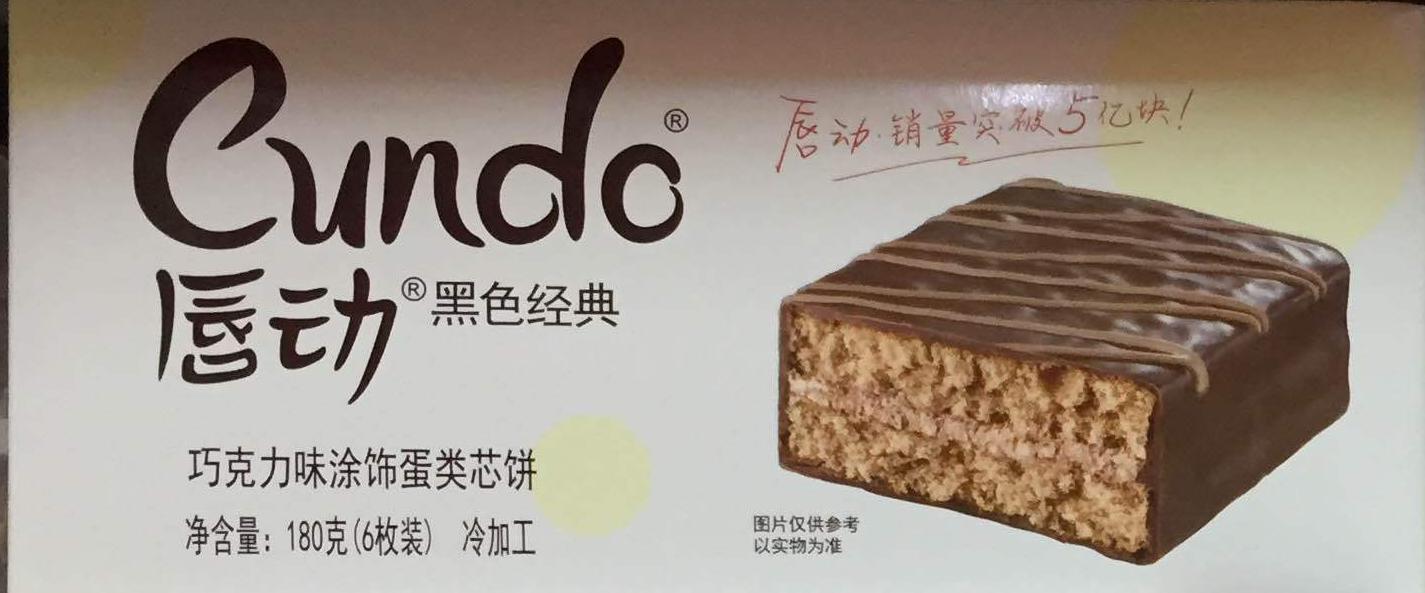 Cundo®
唇动·销量突破5亿块!
唇动®黑色经典
巧克力味涂饰蛋类芯饼
净含量：180克(6枚装) 冷加工
图片仅供参考
以实物为准